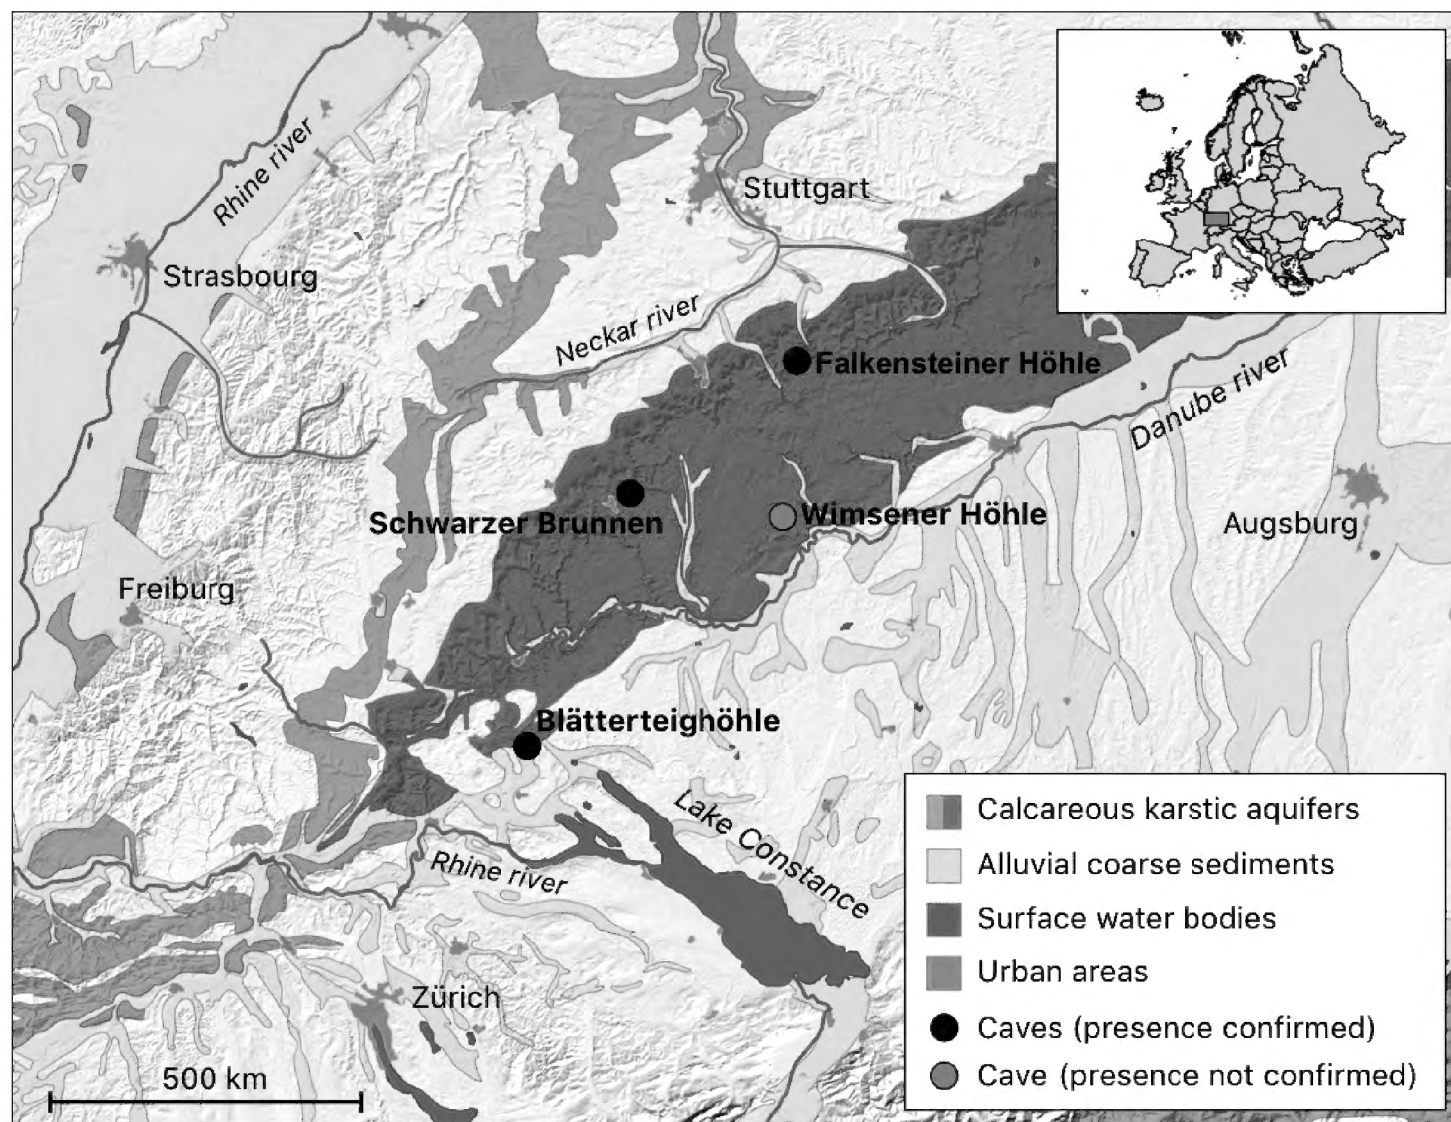 Rhine river
Stuttgart
Strasbourg
Neckar river
Falkensteiner Höhle
Danube river
Schwarzer Brunnen
Wimsener Höhle
Augsburg
Freiburg
Blätterteighöhle
Lake Constance
Rhine river
Zürich
500 km
Calcareous karstic aquifers
Alluvial coarse sediments
Surface water bodies
Urban areas
Caves (presence confirmed)
Cave (presence not confirmed)